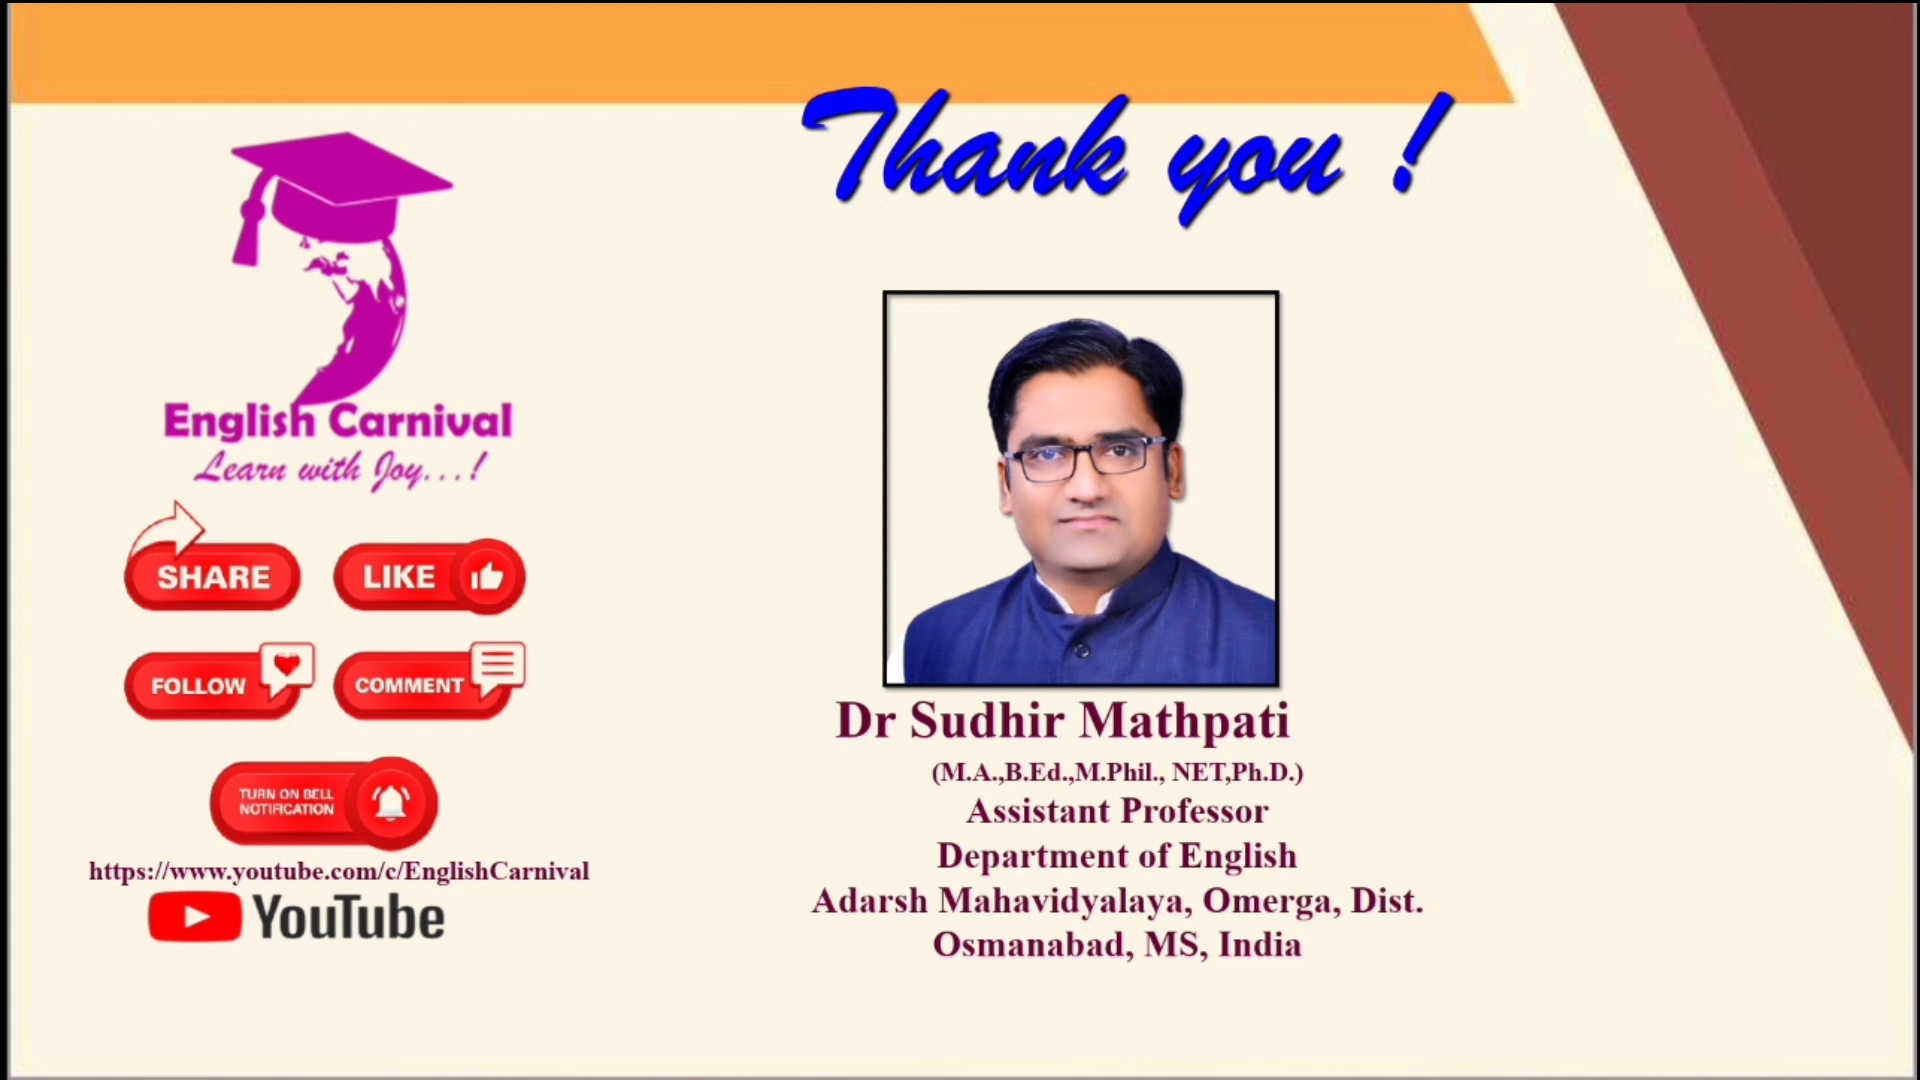 Thank you !
English Carnival
Learn with Joy...!
SHARE
LIKE
FOLLOW
COMMENT
TURN ON BELL
NOTIFICATION
https://www.youtube.com/c/EnglishCarnival
YouTube
Dr Sudhir Mathpati
(M.A.,B.Ed.,M.Phil., NET,Ph.D.)
Assistant Professor
Department of English
Adarsh Mahavidyalaya, Omerga, Dist.
Osmanabad, MS, India